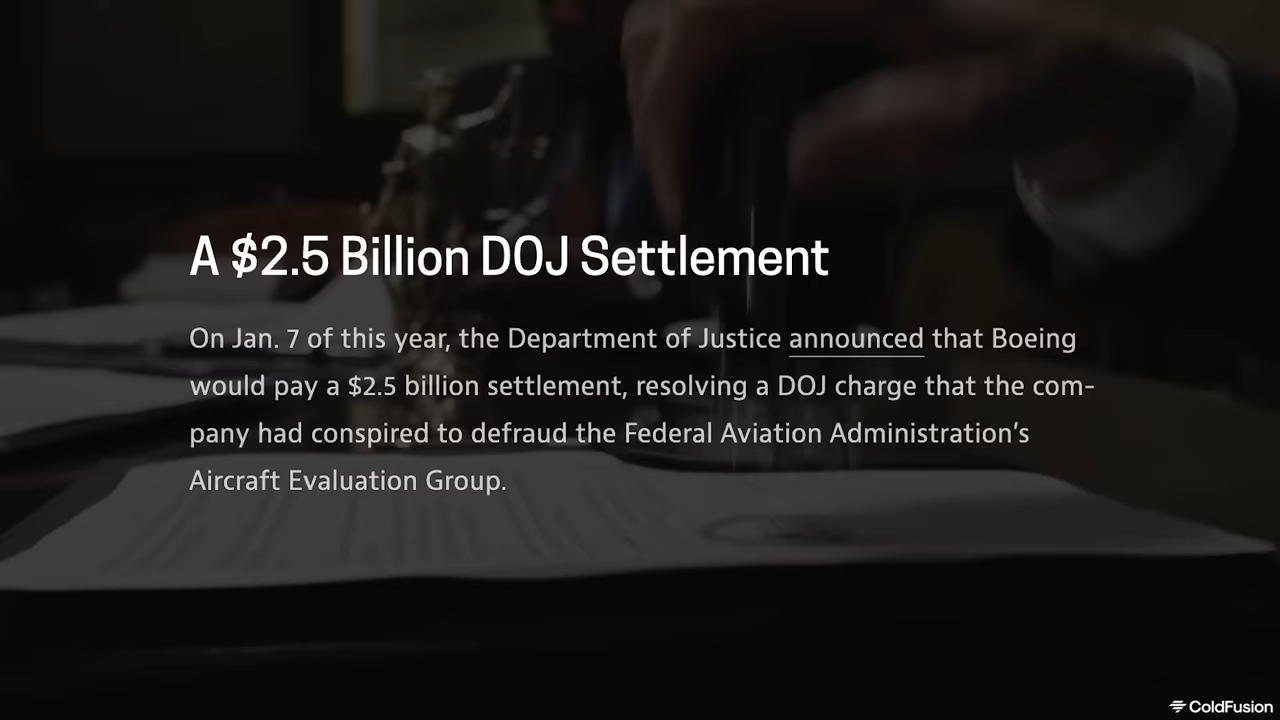 A $2.5 Billion DOJ Settlement
On Jan. 7 of this year, the Department of Justice announced that Boeing
would pay a $2.5 billion settlement, resolving a DOJ charge that the com-
pany had conspired to defraud the Federal Aviation Administration’s
Aircraft Evaluation Group.
ColdFusion